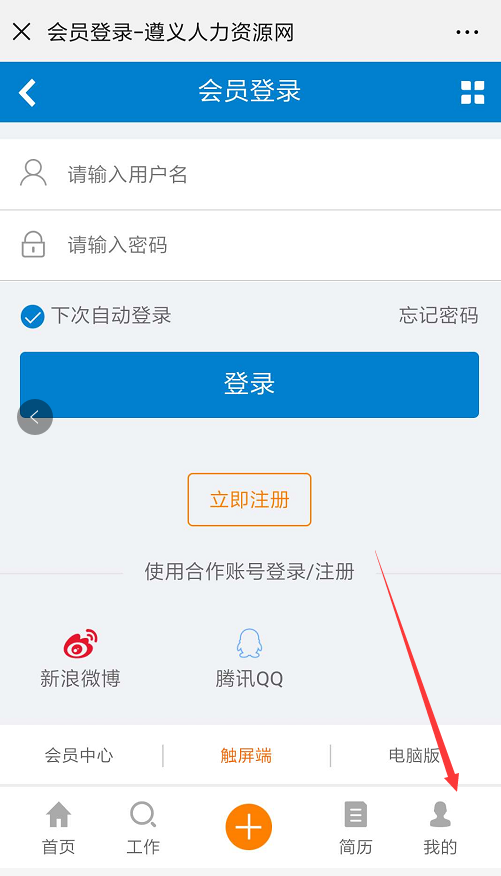 会员登录-遵义人力资源网
会员登录
请输入用户名
请输入密码
下次自动登录 忘记密码
登录
立即注册
使用合作账号登录/注册
新浪微博 腾讯QQ
会员中心 触屏端 电脑版
首页 工作 简历 我的